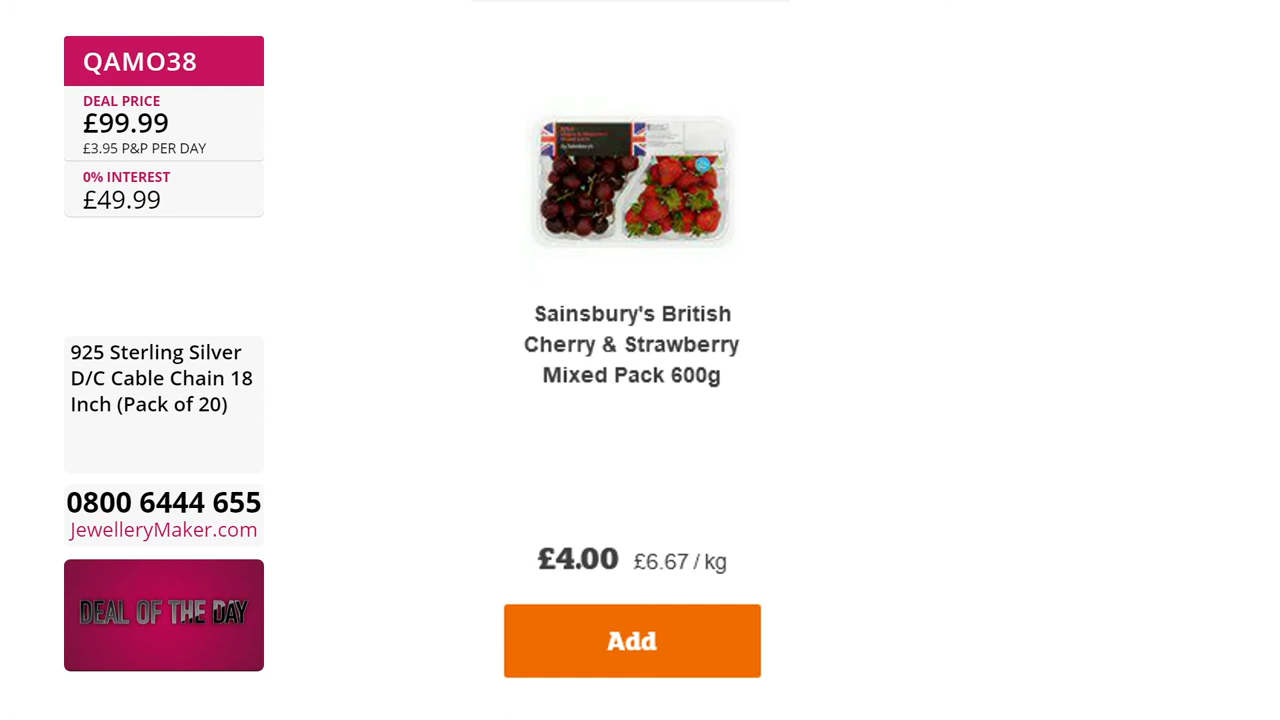 QAMO38
DEAL PRICE
£99.99
£3.95 P&P PER DAY
0% INTEREST
£49.99
925 Sterling Silver
D/C Cable Chain 18
Inch (Pack of 20)
0800 6444 655
JewelleryMaker.com
DEAL OF THE DAY
by Sainsbury's
Sainsbury's British
Cherry & Strawberry
Mixed Pack 600g
£4.00 £6.67 / kg
Add